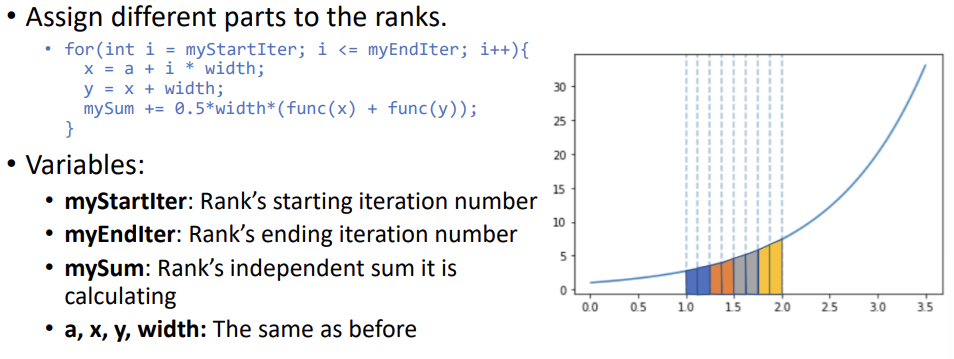 • Assign different parts to the ranks.
• for(int i = myStartIter; i <= myEndIter; i++){
x = a + i * width;
y = x + width;
mySum += 0.5*width*(func(x) + func(y));
}
• Variables:
• myStartIter: Rank’s starting iteration number
• myEndIter: Rank’s ending iteration number
• mySum: Rank’s independent sum it is
calculating
• a, x, y, width: The same as before
30
25
20
15
10
5
0
0.0 0.5 1.0 1.5 2.0 2.5 3.0 3.5